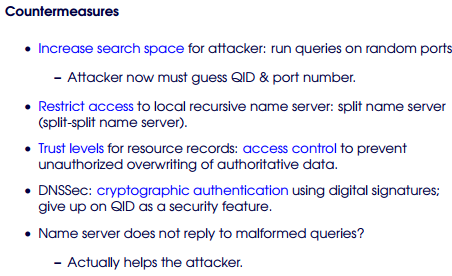 Countermeasures
• Increase search space for attacker: run queries on random ports
– Attacker now must guess QID & port number.
• Restrict access to local recursive name server: split name server
(split-split name server).
• Trust levels for resource records: access control to prevent
unauthorized overwriting of authoritative data.
• DNSSec: cryptographic authentication using digital signatures;
give up on QID as a security feature.
• Name server does not reply to malformed queries?
– Actually helps the attacker.